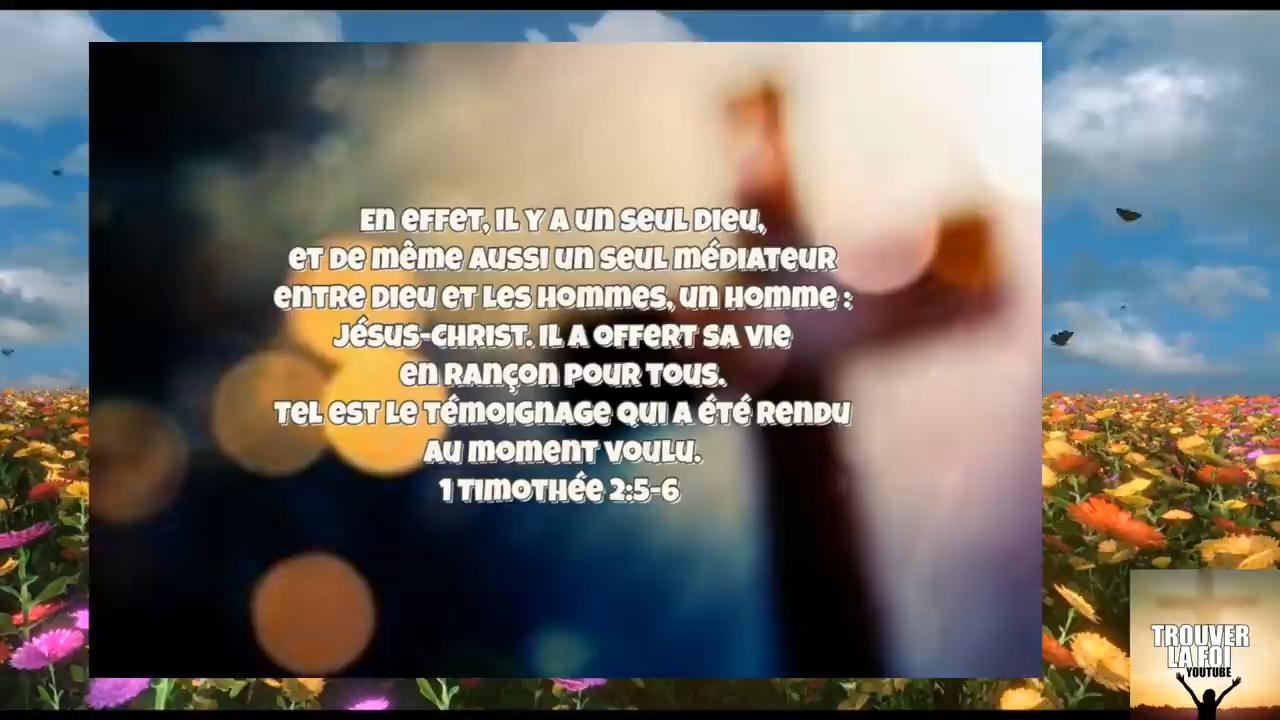 En effet, il y a un seul Dieu,
et de même aussi un seul médiateur
entre Dieu et les hommes, un homme :
Jésus-Christ. Il a offert sa vie
en rançon pour tous.
Tel est le témoignage qui a été rendu
au moment voulu.
1 Timothée 2:5-6
TROUVER
LA FOI
YOUTUBE